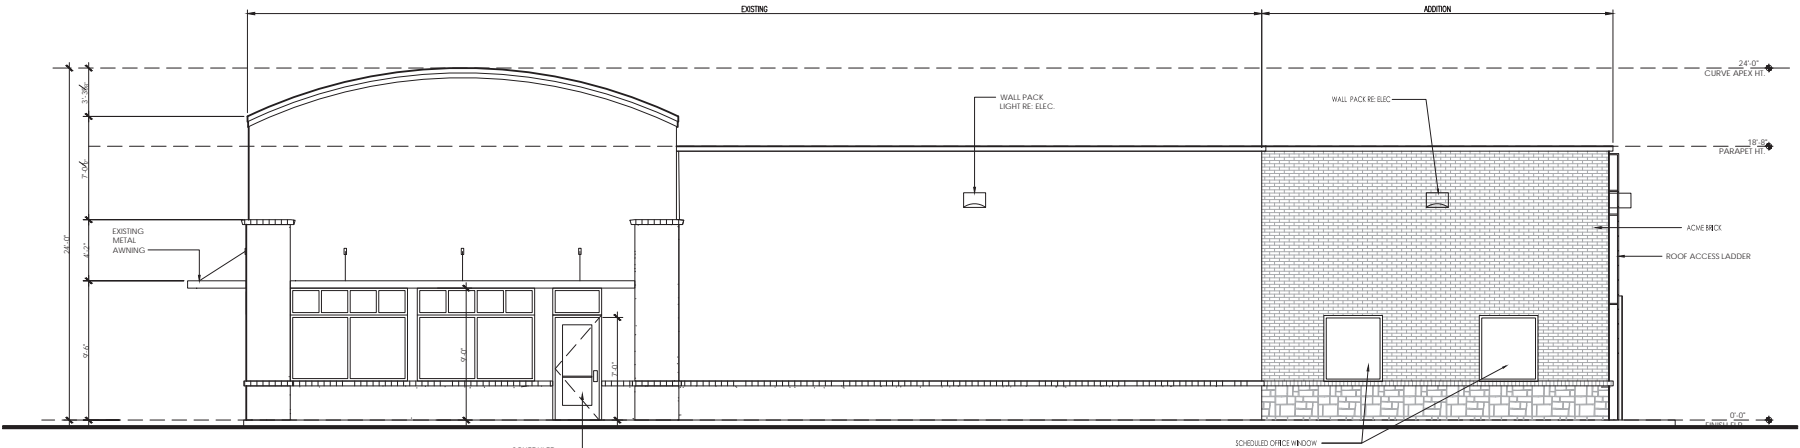 EXISTING
ADDITION
24'-0"
CURVE APEX HT.
WALL PACK
LIGHT RE: ELEC.
WALL PACK RE: ELEC
18'-8"
PARAPET HT.
7'-0
EXISTING
METAL
AWNING
24'-0"
4'-2"
ACME BRICK
ROOF ACCESS LADDER
9'-6"
9'-0"
7'-0"
0'-0"
FINISH FLR.
SCHEDULED OFFICE WINDOW